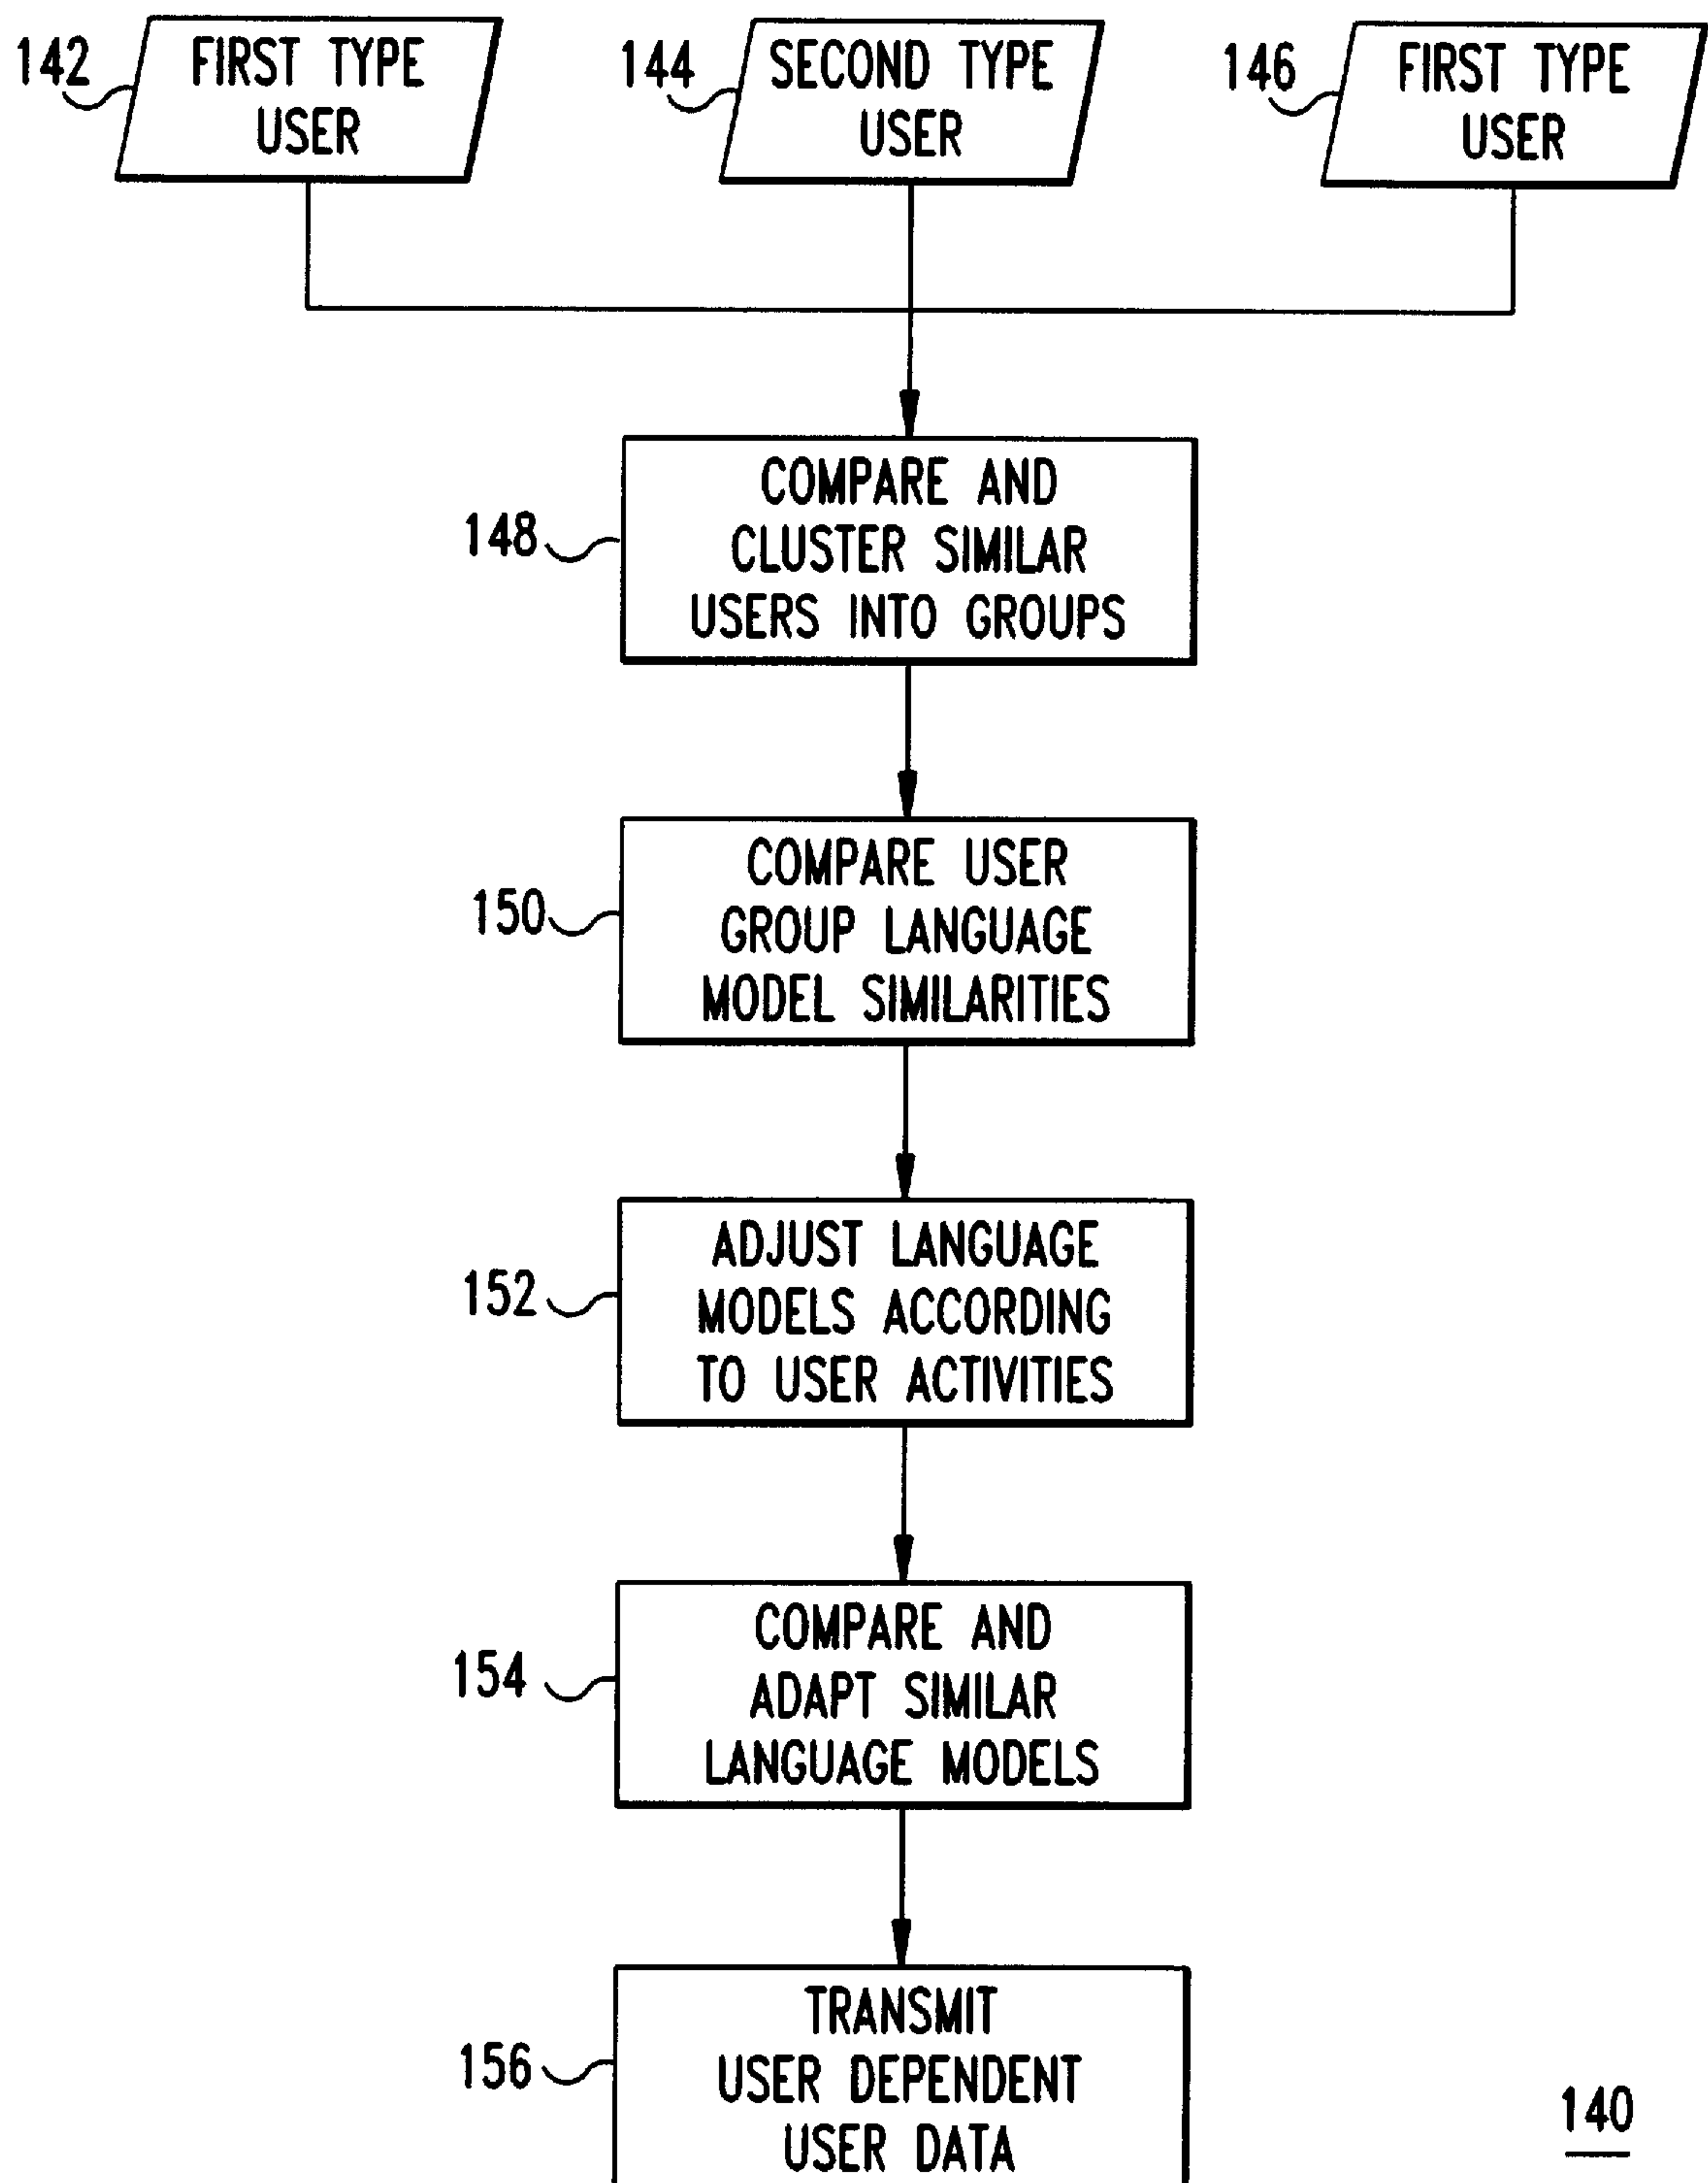 142
FIRST TYPE
USER
144
SECOND TYPE
USER
146
FIRST TYPE
USER
148
COMPARE AND
CLUSTER SIMILAR
USERS INTO GROUPS
150
COMPARE USER
GROUP LANGUAGE
MODEL SIMILARITIES
152
ADJUST LANGUAGE
MODELS ACCORDING
TO USER ACTIVITIES
154
COMPARE AND
ADAPT SIMILAR
LANGUAGE MODELS
156
TRANSMIT
USER DEPENDENT
USER DATA
140